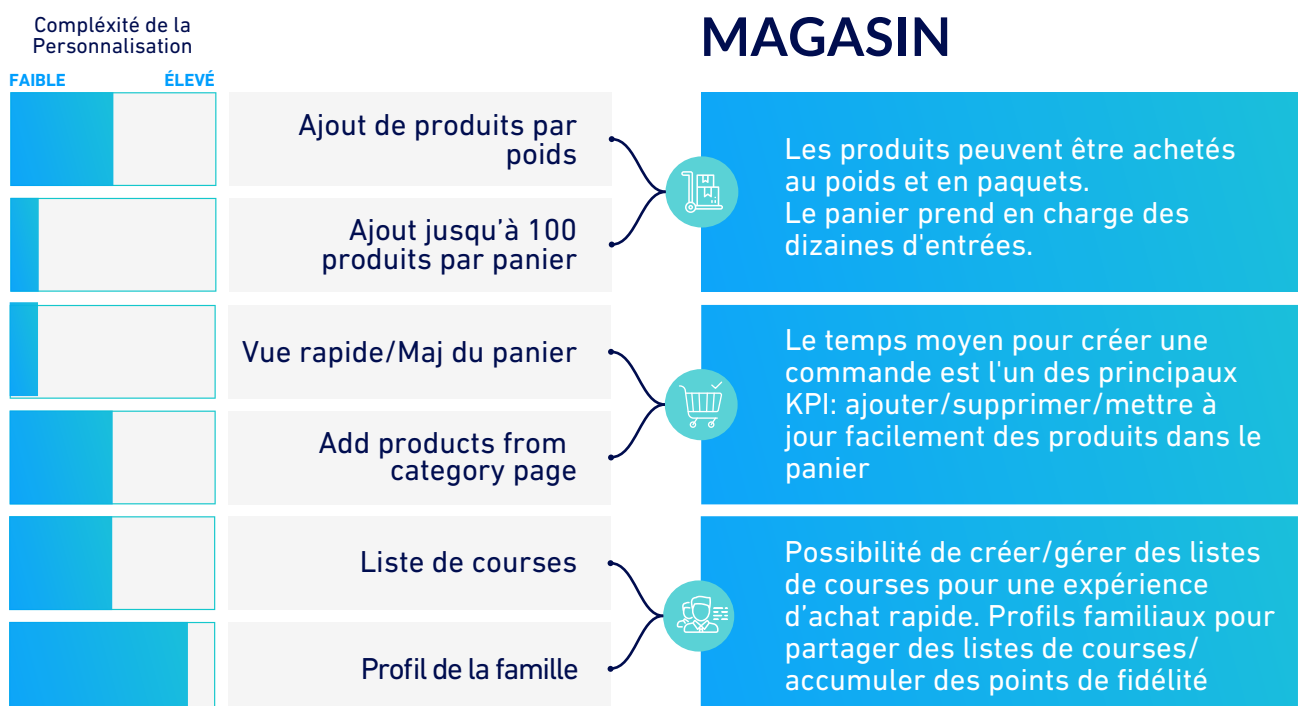 Compléxité de la
Personnalisation
FAIBLE ÉLEVÉ
MAGASIN
Ajout de produits par
poids
Ajout jusqu'à 100
produits par panier
Les produits peuvent être achetés
au poids et en paquets.
Le panier prend en charge des
dizaines d'entrées.
Vue rapide/Maj du panier
Add products from
category page
Le temps moyen pour créer une
commande est l'un des principaux
KPI: ajouter/supprimer/mettre à
jour facilement des produits dans le
panier
Liste de courses
Profil de la famille
Possibilité de créer/gérer des listes
de courses pour une expérience
d'achat rapide. Profils familiaux pour
partager des listes de courses/
accumuler des points de fidélité